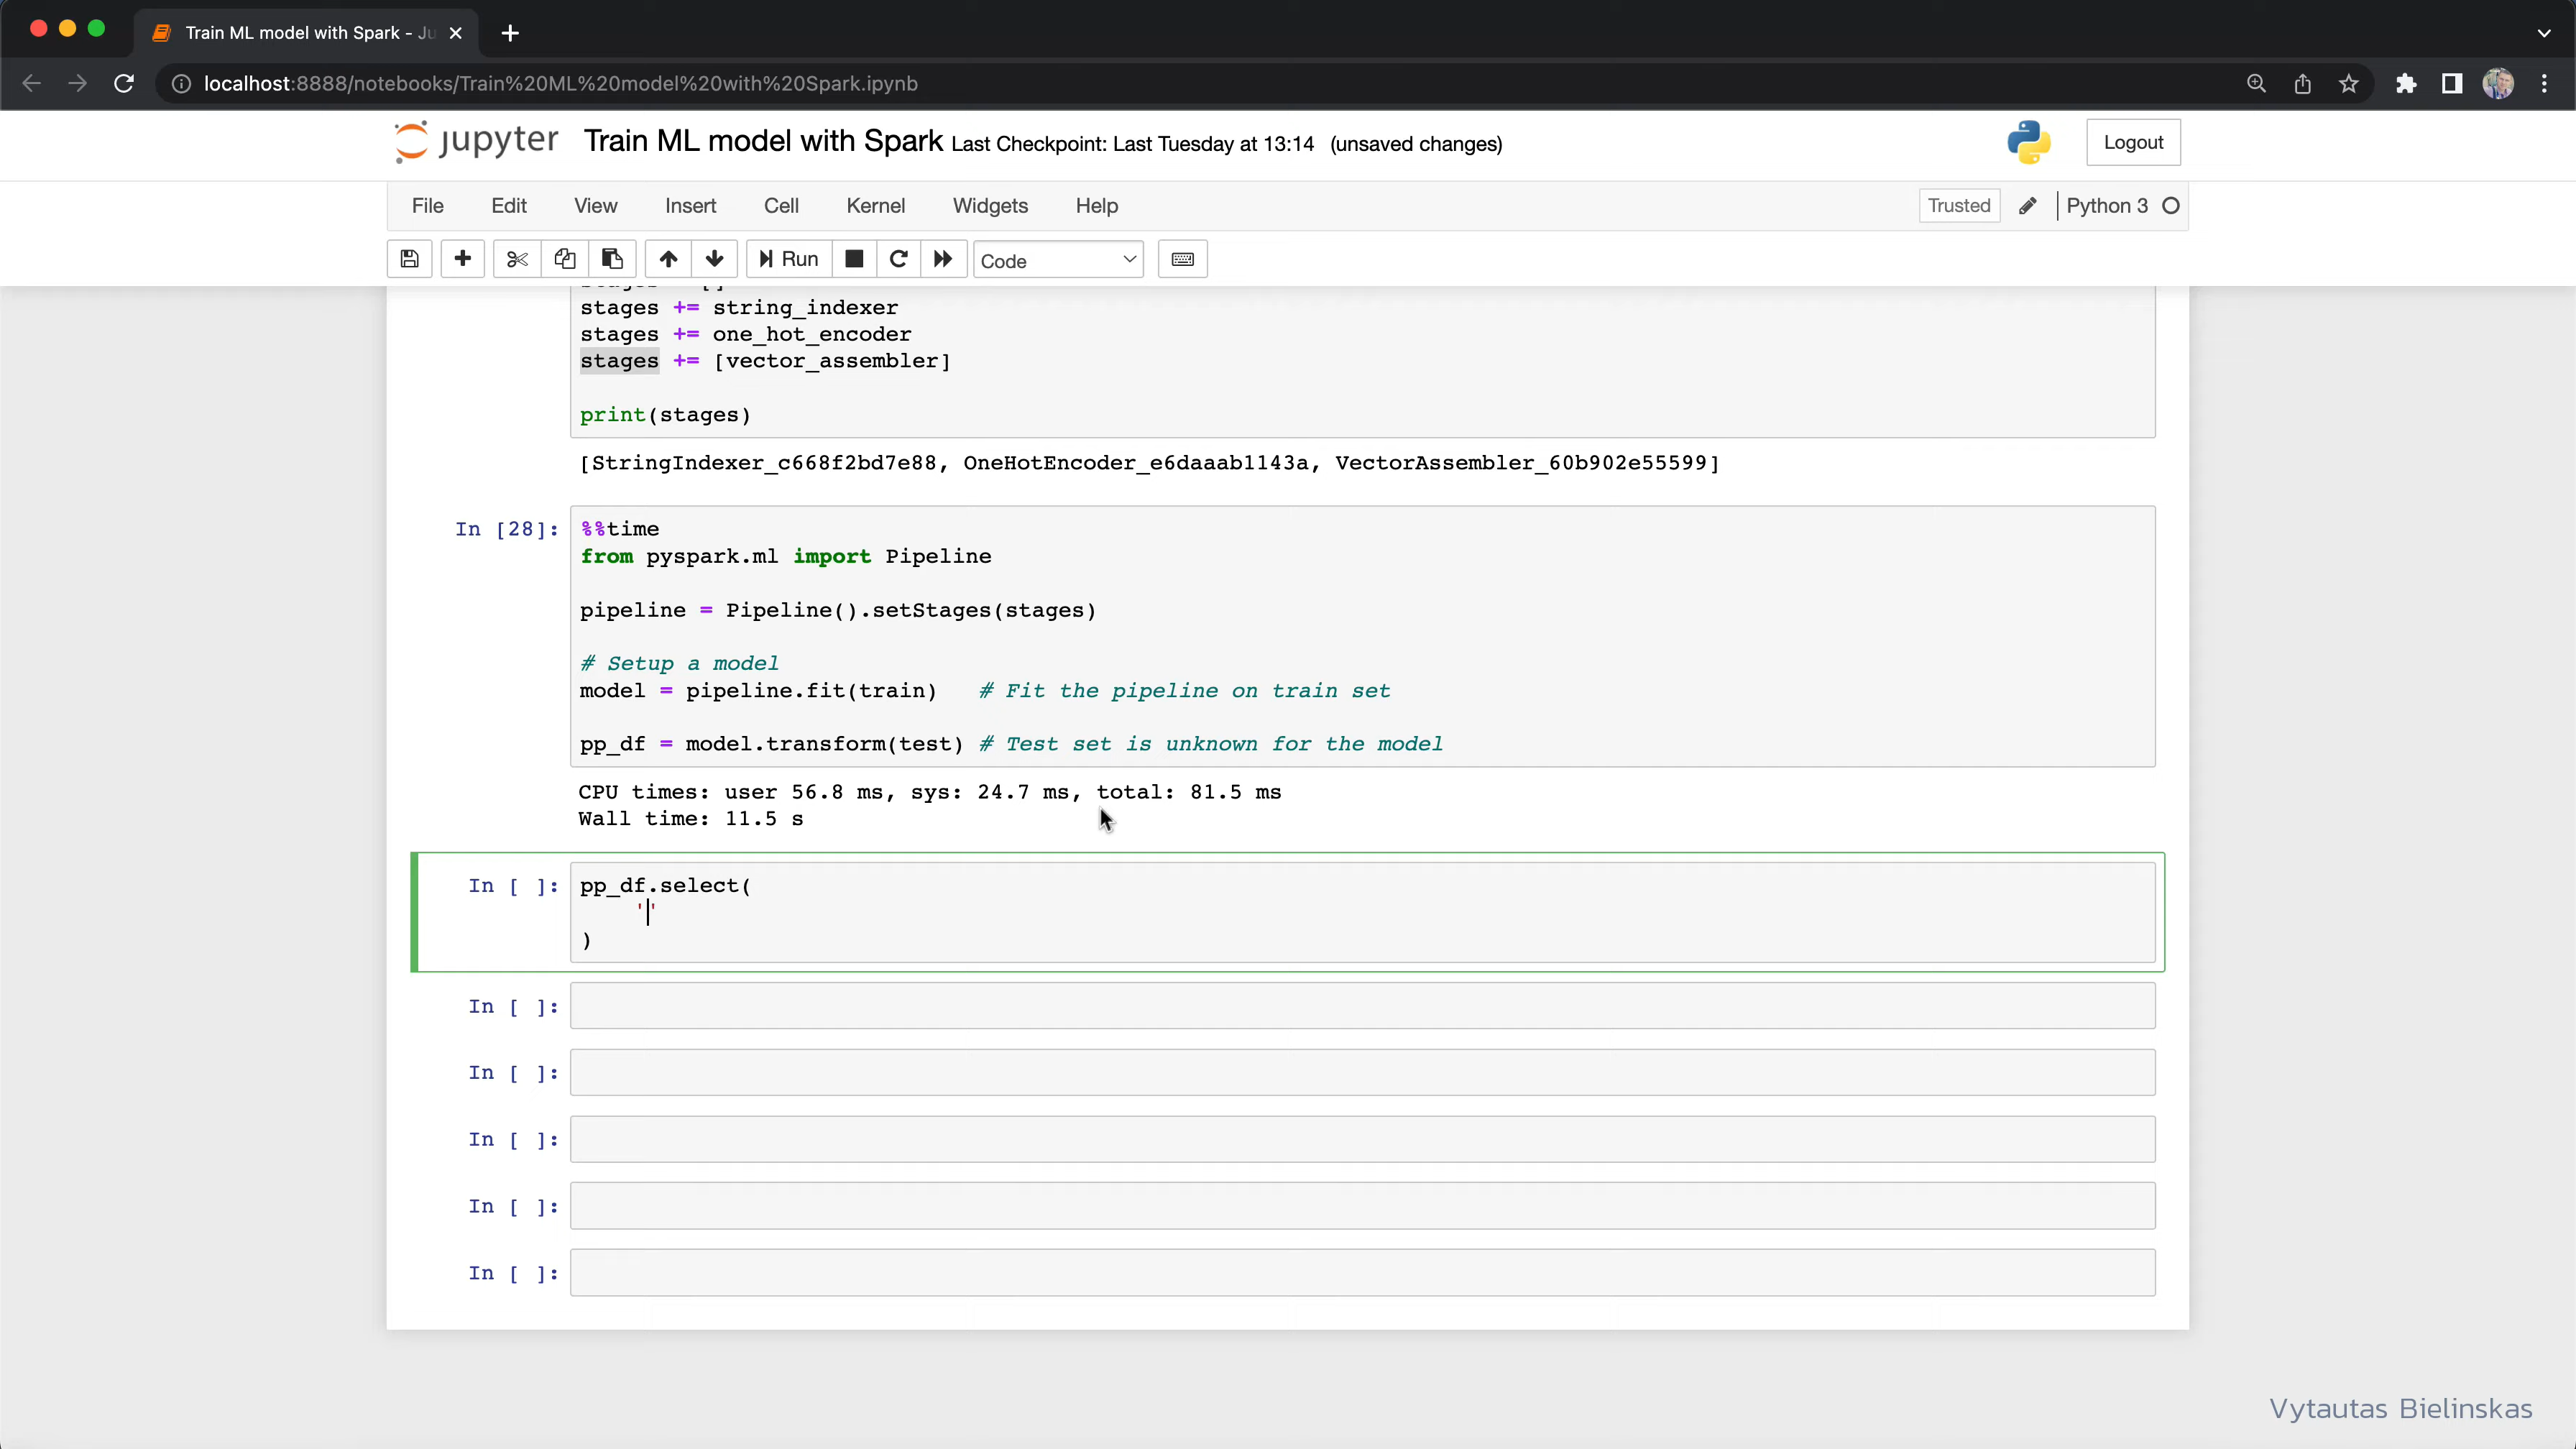 Train ML model with Spark - Ju
localhost:8888/notebooks/Train%20ML%20model%20with%20Spark.ipynb
jupyter Train ML model with Spark Last Checkpoint: Last Tuesday at 13:14 (unsaved changes)
Logout
File Edit View Insert Cell Kernel Widgets Help
Trusted Python 3
Run Code
stages += string_indexer
stages += one_hot_encoder
stages += [vector_assembler]
print(stages)
[StringIndexer_c668f2bd7e88, OneHotEncoder_e6daaab1143a, VectorAssembler_60b902e55599]
In [28]: %%time
from pyspark.ml import Pipeline
pipeline = Pipeline().setStages(stages)
# Setup a model
model = pipeline.fit(train) # Fit the pipeline on train set
pp_df = model.transform(test) # Test set is unknown for the model
CPU times: user 56.8 ms, sys: 24.7 ms, total: 81.5 ms
Wall time: 11.5 s
In [ ]: pp_df.select(
''
)
In [ ]:
In [ ]:
In [ ]:
In [ ]:
In [ ]:
Vytautas Bielinskas